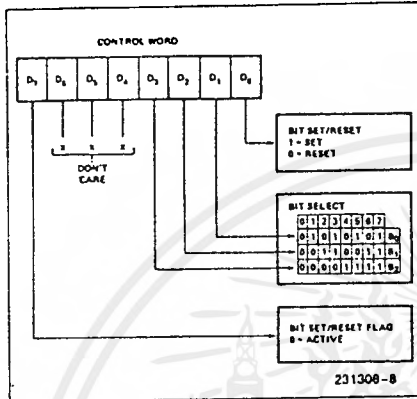 CONTROL WORD
D7 D6 D5 D4 D3 D2 D1 D0
X X X
DON'T
CARE
BIT SET/RESET
1 = SET
0 = RESET
BIT SELECT
0 1 2 3 4 5 6 7
0 1 0 1 0 1 0 1 B0
0 0 1 1 0 0 1 1 B1
0 0 0 0 1 1 1 1 B2
BIT SET/RESET FLAG
0 = ACTIVE
231308-8